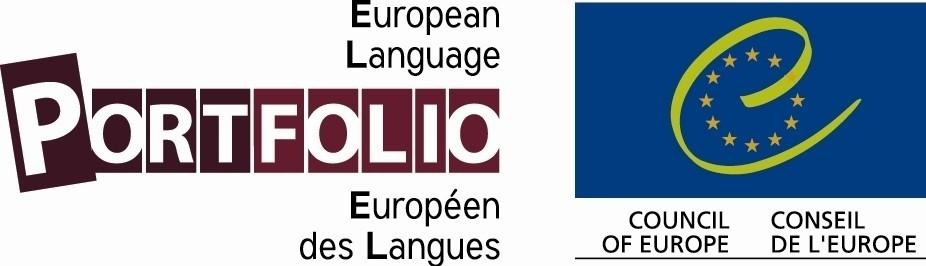 European
Language
PORTFOLIO
Européen
des Langues
COUNCIL
OF EUROPE
CONSEIL
DE L'EUROPE